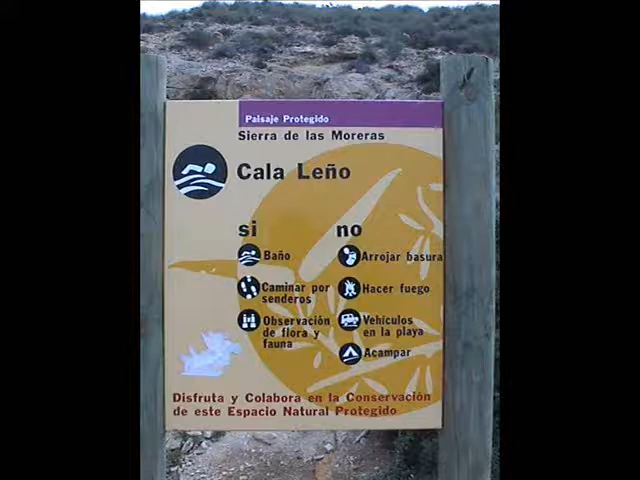 Paisaje Protegido
Sierra de las Moreras
Cala Leño
si
Baño
Caminar por
senderos
Observación
de flora y
fauna
no
Arrojar basura
Hacer fuego
Vehículos
en la playa
Acampar
Disfruta y Colabora en la Conservación
de este Espacio Natural Protegido